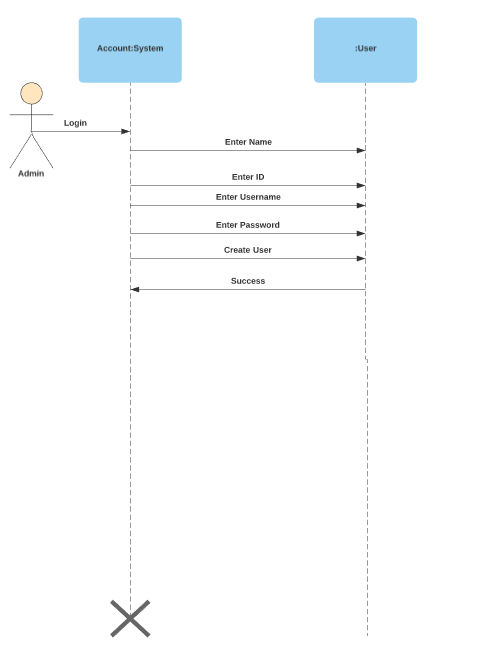 Account:System
:User
Login
Admin
Enter Name
Enter ID
Enter Username
Enter Password
Create User
Success